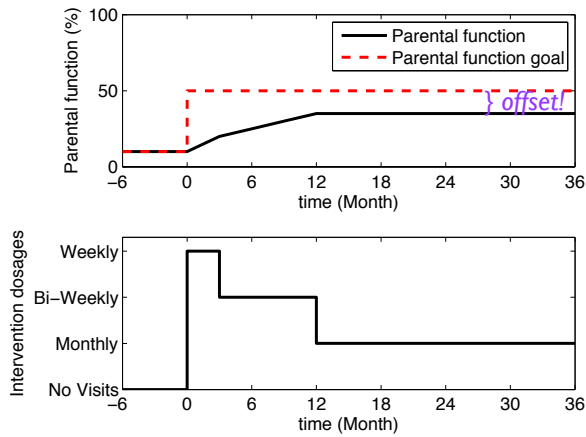 100
50
0
Parental function (%)
Parental function
Parental function goal
} offset!
-6 0 6 12 18 24 30 36
time (Month)
Intervention dosages
Weekly
Bi-Weekly
Monthly
No Visits
-6 0 6 12 18 24 30 36
time (Month)